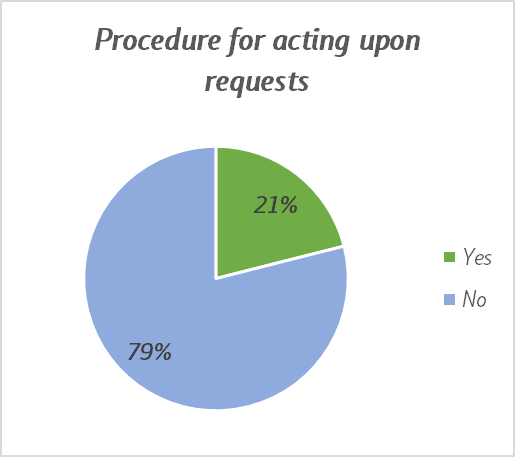 Procedure for acting upon
requests
21%
Yes
No
79%